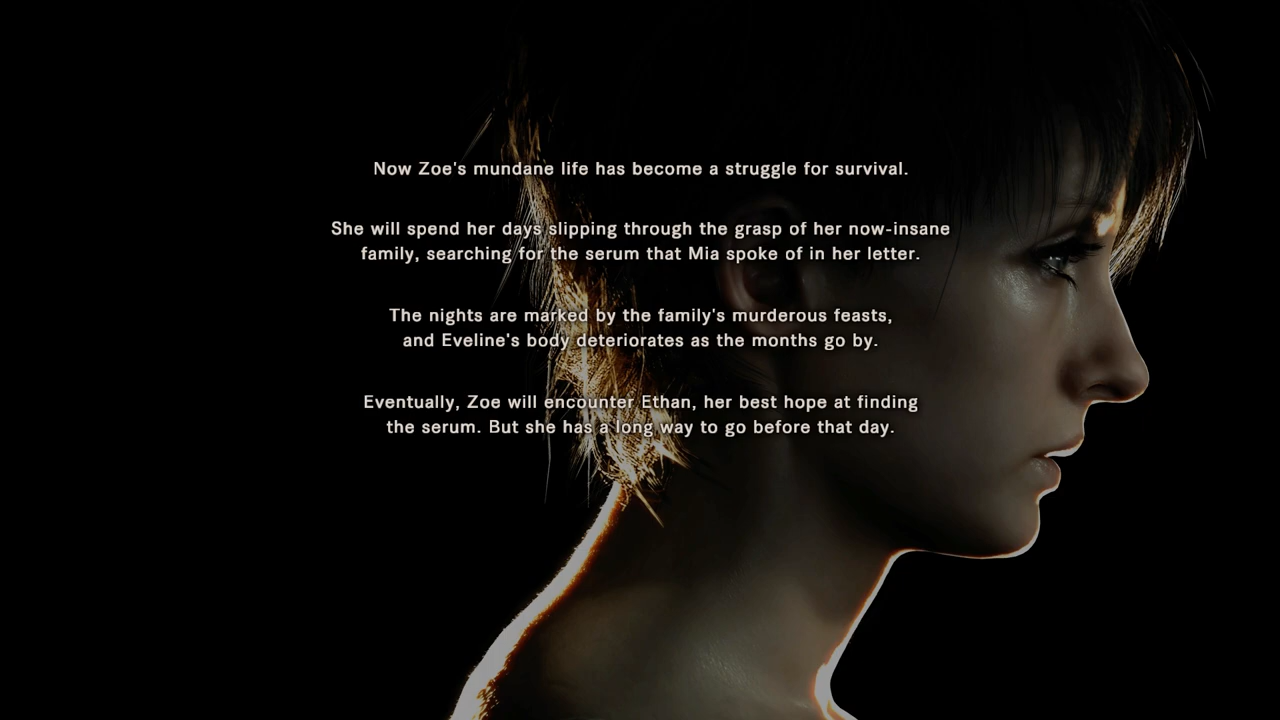 Now Zoe's mundane life has become a struggle for survival.
She will spend her days slipping through the grasp of her now-insane
family, searching for the serum that Mia spoke of in her letter.
The nights are marked by the family's murderous feasts,
and Eveline's body deteriorates as the months go by.
Eventually, Zoe will encounter Ethan, her best hope at finding
the serum. But she has a long way to go before that day.